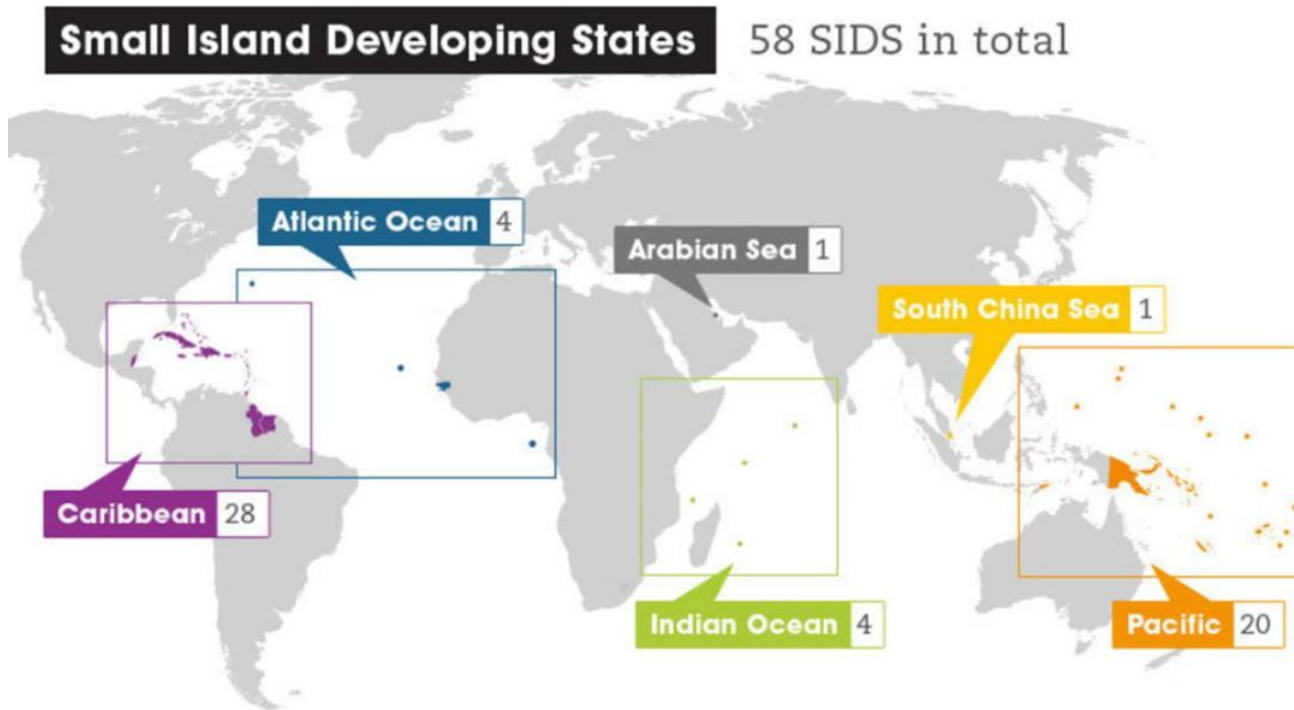 Small Island Developing States 58 SIDS in total
Atlantic Ocean 4
Arabian Sea 1
South China Sea 1
Caribbean 28
Indian Ocean 4
Pacific 20